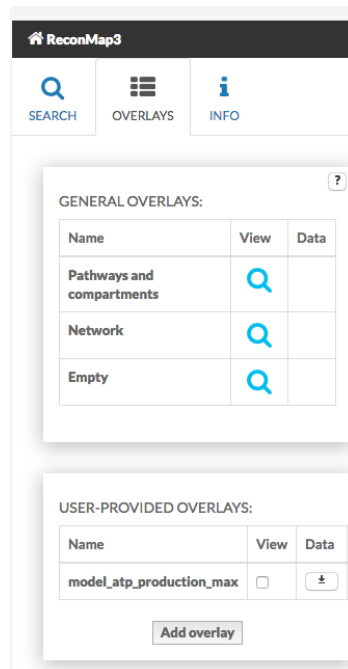 ReconMap3
SEARCH OVERLAYS INFO
?
GENERAL OVERLAYS:
Name View Data
Pathways and
compartments
Network
Empty
USER-PROVIDED OVERLAYS:
Name View Data
model_atp_production_max
Add overlay